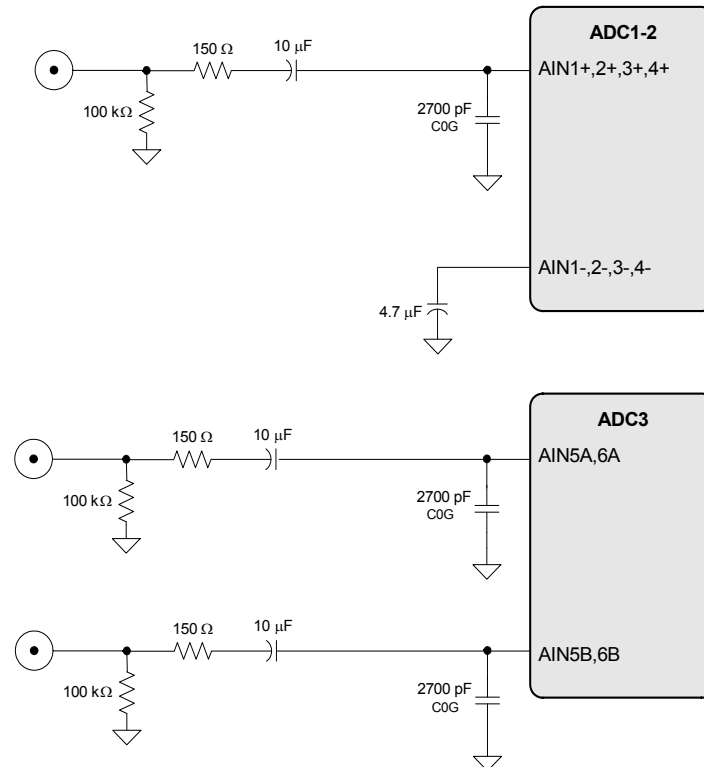 150 Ω
10 µF
ADC1-2
AIN1+,2+,3+,4+
100 kΩ
2700 pF
C0G
AIN1-,2-,3-,4-
4.7 µF
ADC3
150 Ω
10 µF
AIN5A,6A
100 kΩ
2700 pF
C0G
150 Ω
10 µF
AIN5B,6B
100 kΩ
2700 pF
C0G